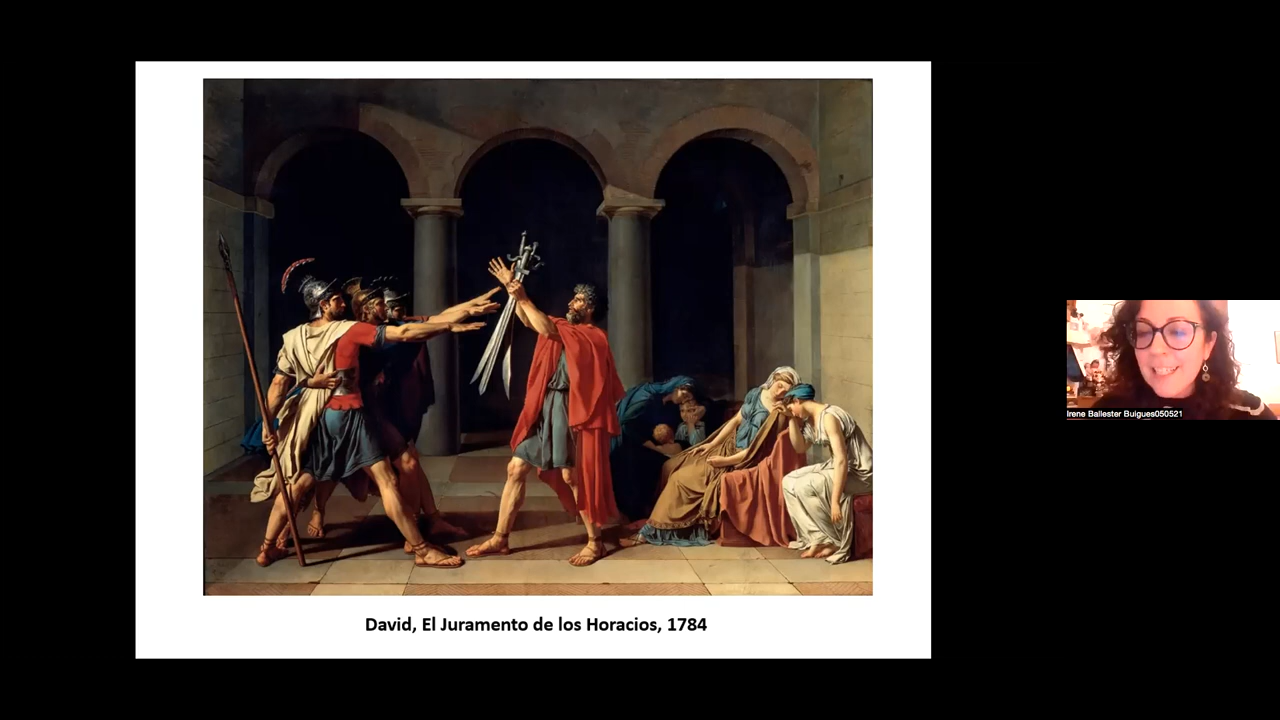 David, El Juramento de los Horacios, 1784
Irene Ballester Buigues050521